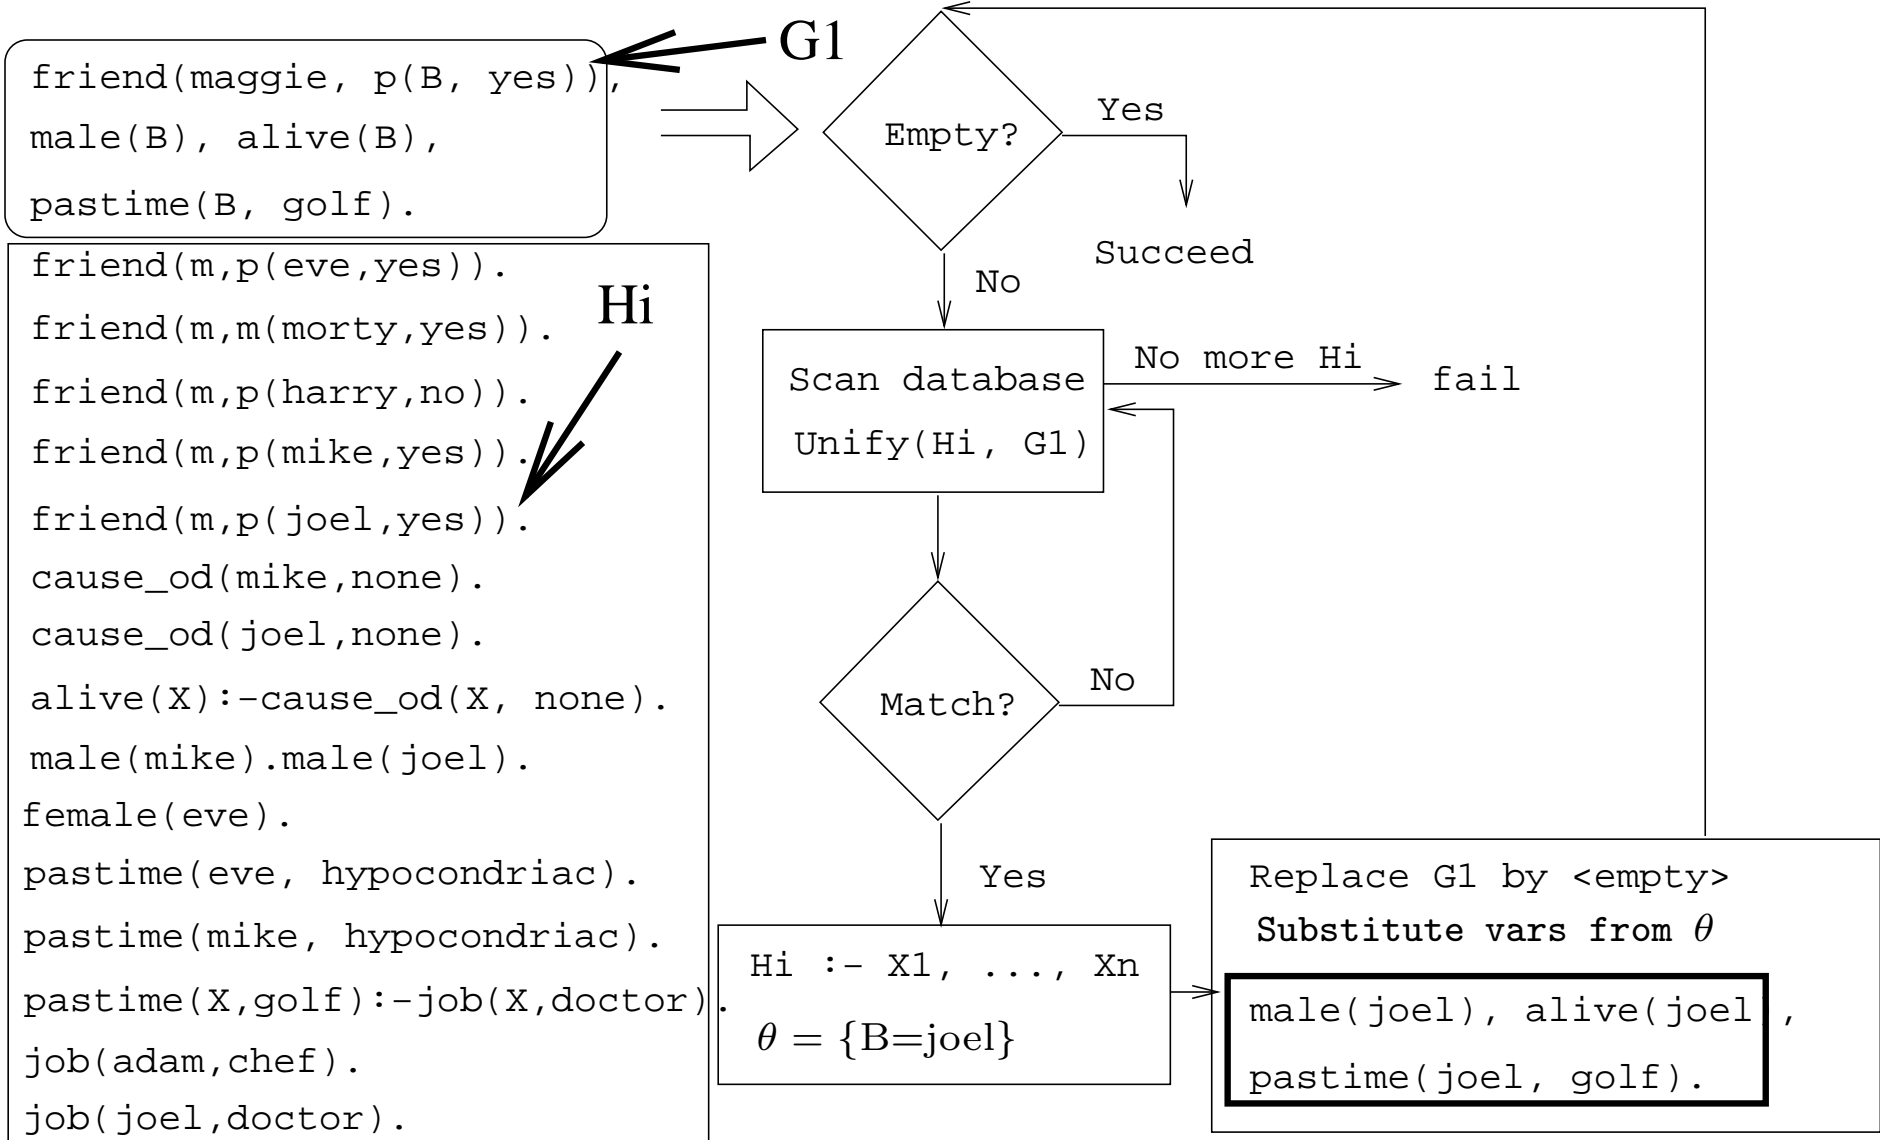 G1
friend(maggie, p(B, yes)),
male(B), alive(B),
pastime(B, golf).
friend(m,p(eve,yes)).
Hi
friend(m,m(morty,yes)).
friend(m,p(harry,no)).
friend(m,p(mike,yes)).
friend(m,p(joel,yes)).
cause_od(mike,none).
cause_od(joel,none).
alive(X):-cause_od(X, none).
male(mike).male(joel).
female(eve).
pastime(eve, hypocondriac).
pastime(mike, hypocondriac).
pastime(X,golf):-job(X,doctor).
job(adam,chef).
job(joel,doctor).
Empty?
Yes
Succeed
No
Scan database
Unify(Hi, G1)
No more Hi
fail
Match?
No
Yes
Hi :- X1, ..., Xn
θ = {B=joel}
Replace G1 by <empty>
Substitute vars from θ
male(joel), alive(joel),
pastime(joel, golf).